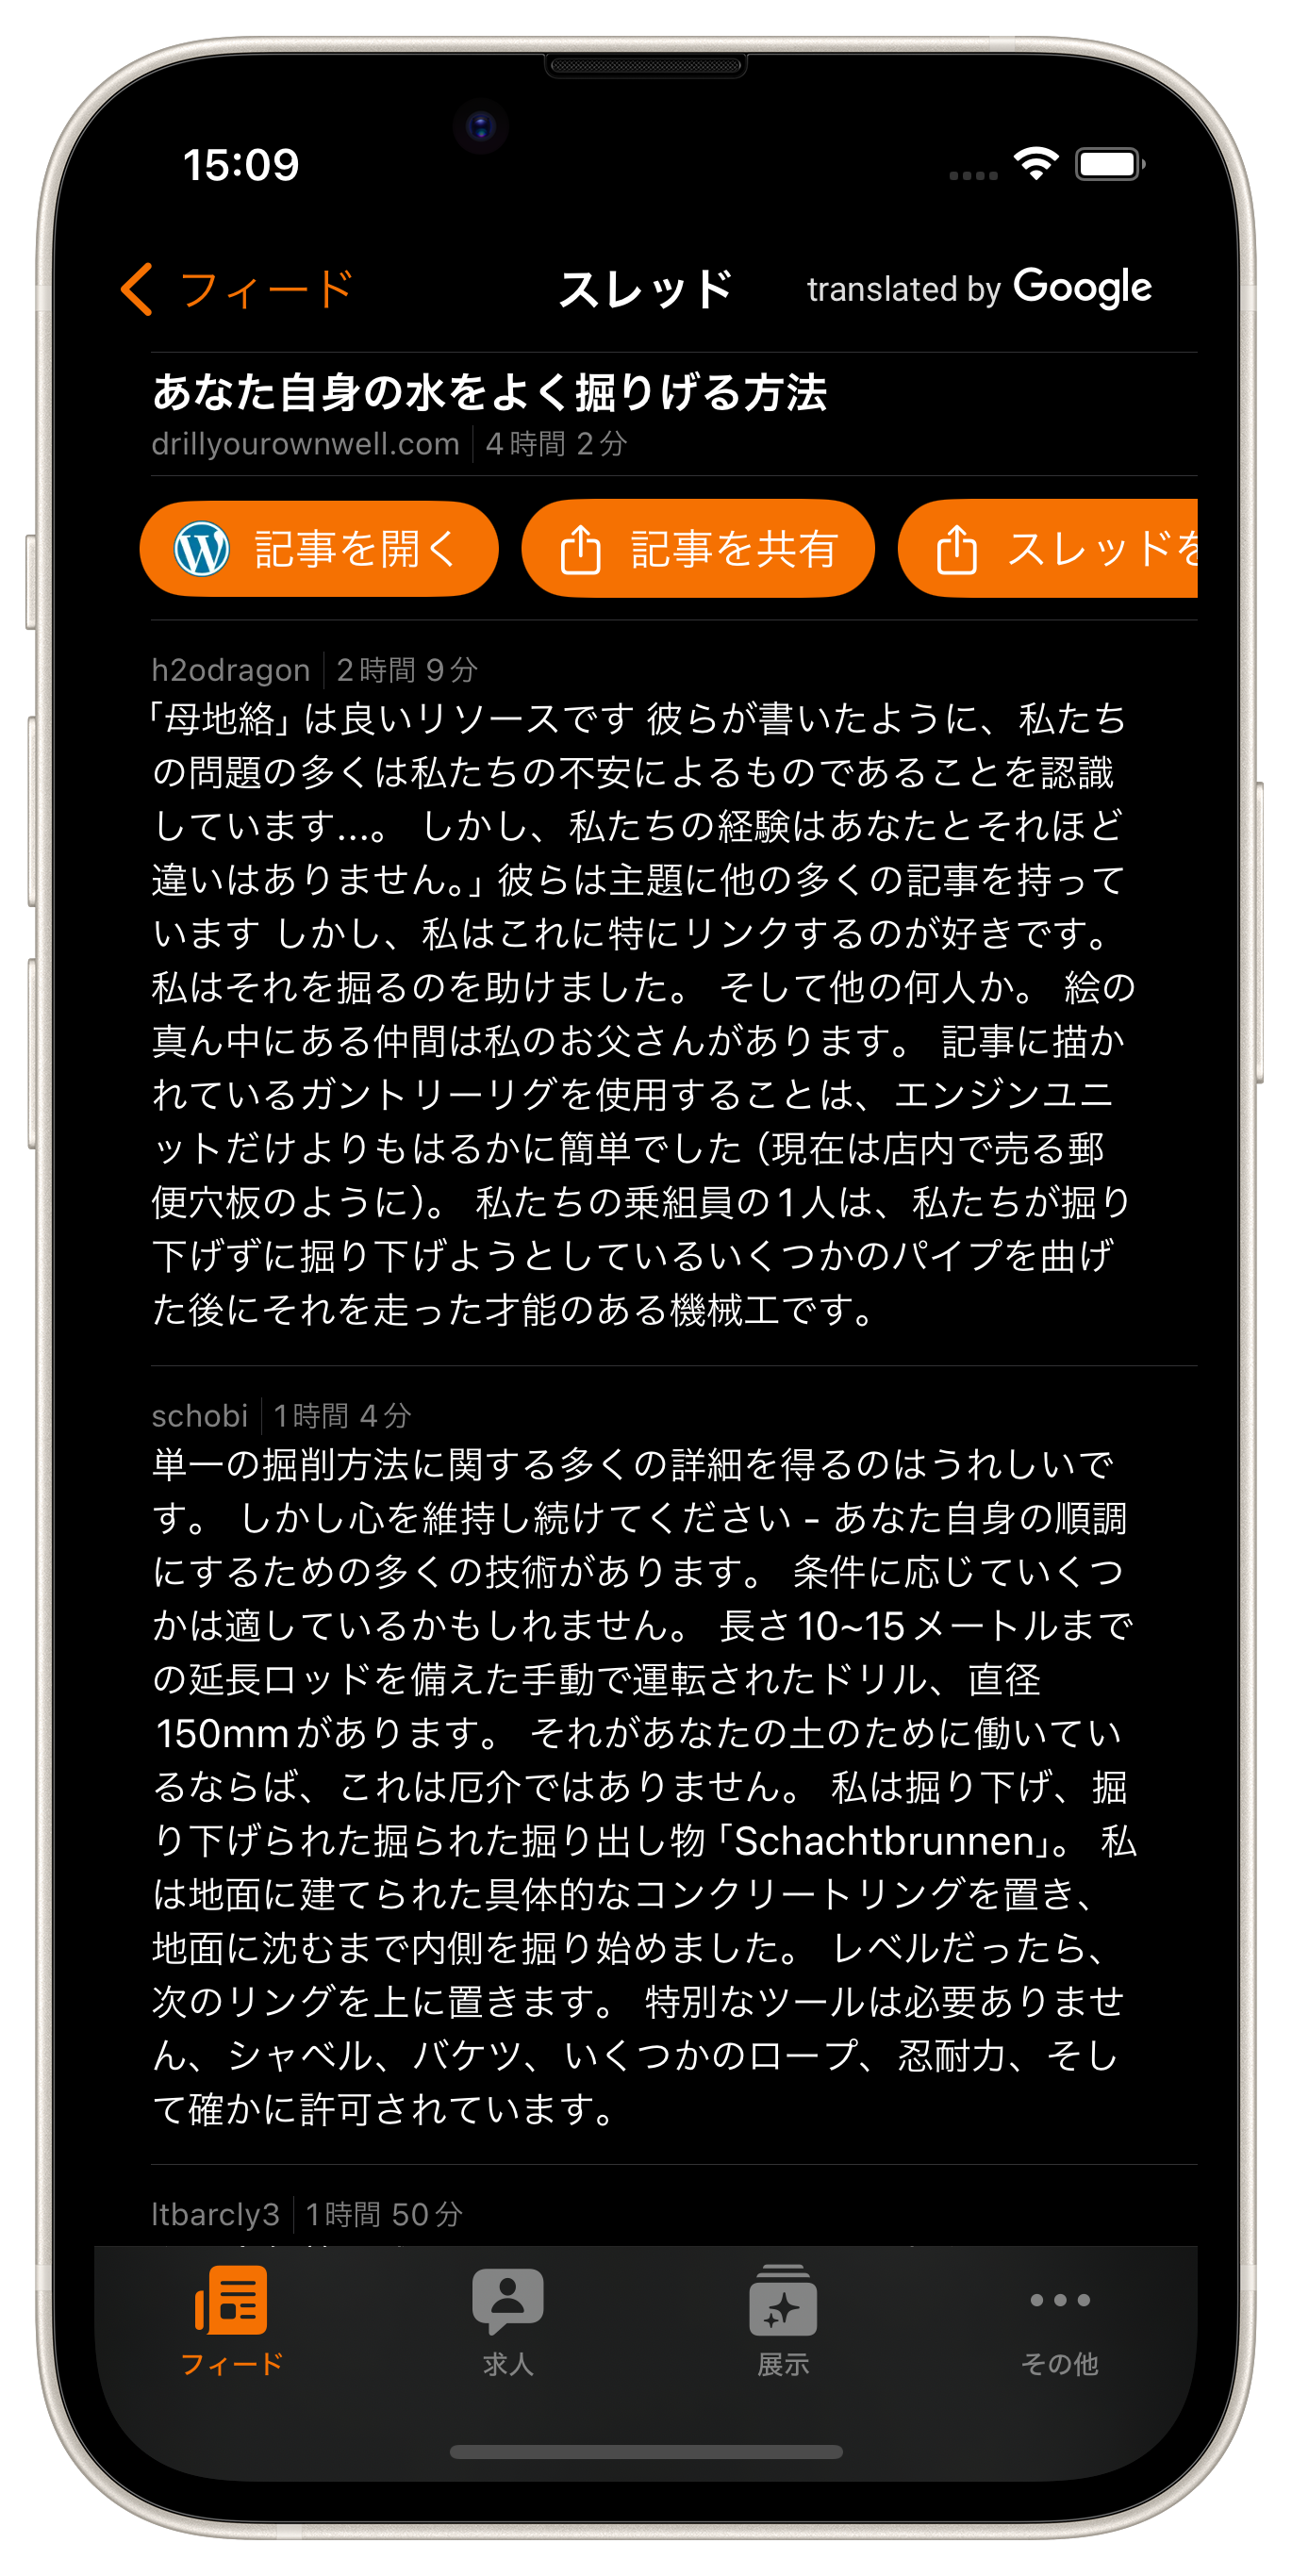 15:09
フィード
スレッド
translated by Google
あなた自身の水をよく掘りげる方法
drillyourownwell.com
4時間 2分
記事を開く
記事を共有
スレッドを
h2odragon
2時間 9分
「母地絡」は良いリソースです 彼らが書いたように、私たち
の問題の多くは私たちの不安によるものであることを認識
しています...。 しかし、私たちの経験はあなたとそれほど
違いはありません。」彼らは主題に他の多くの記事を持って
います しかし、私はこれに特にリンクするのが好きです。
私はそれを掘るのを助けました。 そして他の何人か。 絵の
真ん中にある仲間は私のお父さんがあります。 記事に描か
れているガントリーリグを使用することは、エンジンユニ
ットだけよりもはるかに簡単でした（現在は店内で売る郵
便穴板のように）。 私たちの乗組員の1人は、私たちが掘り
下げずに掘り下げようとしているいくつかのパイプを曲げ
た後にそれを走った才能のある機械工です。
schobi
1時間 4分
単一の掘削方法に関する多くの詳細を得るのはうれしいで
す。 しかし心を維持し続けてください - あなた自身の順調
にするための多くの技術があります。 条件に応じていくつ
かは適しているかもしれません。 長さ10~15メートルまで
の延長ロッドを備えた手動で運転されたドリル、直径
150mmがあります。 それがあなたの土のために働いてい
るならば、これは厄介ではありません。 私は掘り下げ、掘
り下げられた掘られた掘り出し物「Schachtbrunnen」。 私
は地面に建てられた具体的なコンクリートリングを置き、
地面に沈むまで内側を掘り始めました。 レベルだったら、
次のリングを上に置きます。 特別なツールは必要ありませ
ん、シャベル、バケツ、いくつかのロープ、忍耐力、そし
て確かに許可されています。
ltbarcly3
1時間 50分
フィード
求人
展示
その他